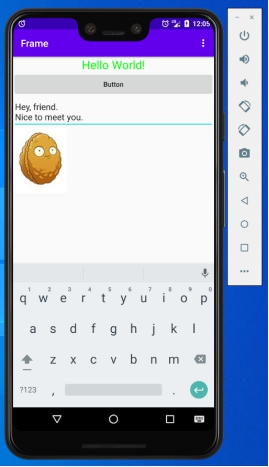 12:05
Frame
Hello World!
Button
Hey, friend.
Nice to meet you.
1 2 3 4 5 6 7 8 9 0
q w e r t y u i o p
a s d f g h j k l
z x c v b n m
?123 , .